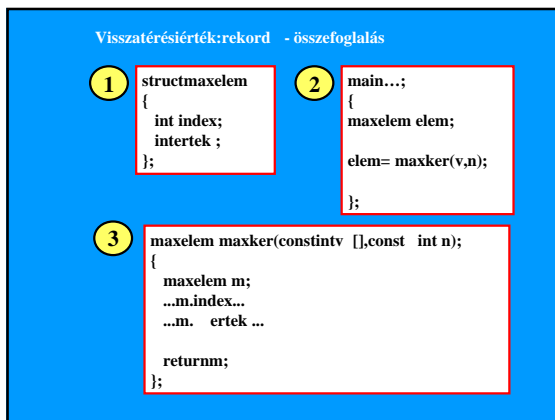 Visszatérésiérték:rekord - összefoglalás
1
structmaxelem
{
int index;
intertek ;
};
2
main…;
{
maxelem elem;
elem= maxker(v,n);
};
3
maxelem maxker(constintv [],const int n);
{
maxelem m;
...m.index...
...m. ertek ...
returnm;
};